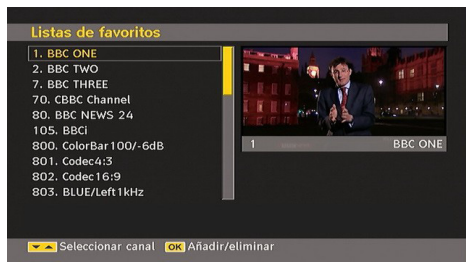 Listas de favoritos
1. BBC ONE
2. BBC TWO
7. BBC THREE
70. CBBC Channel
80. BBC NEWS 24
105. BBCi
800. ColorBar100/-6dB
801. Codec4:3
802. Codec16:9
803. BLUE/Left1kHz
1 BBC ONE
Seleccionar canal OK Añadir/eliminar